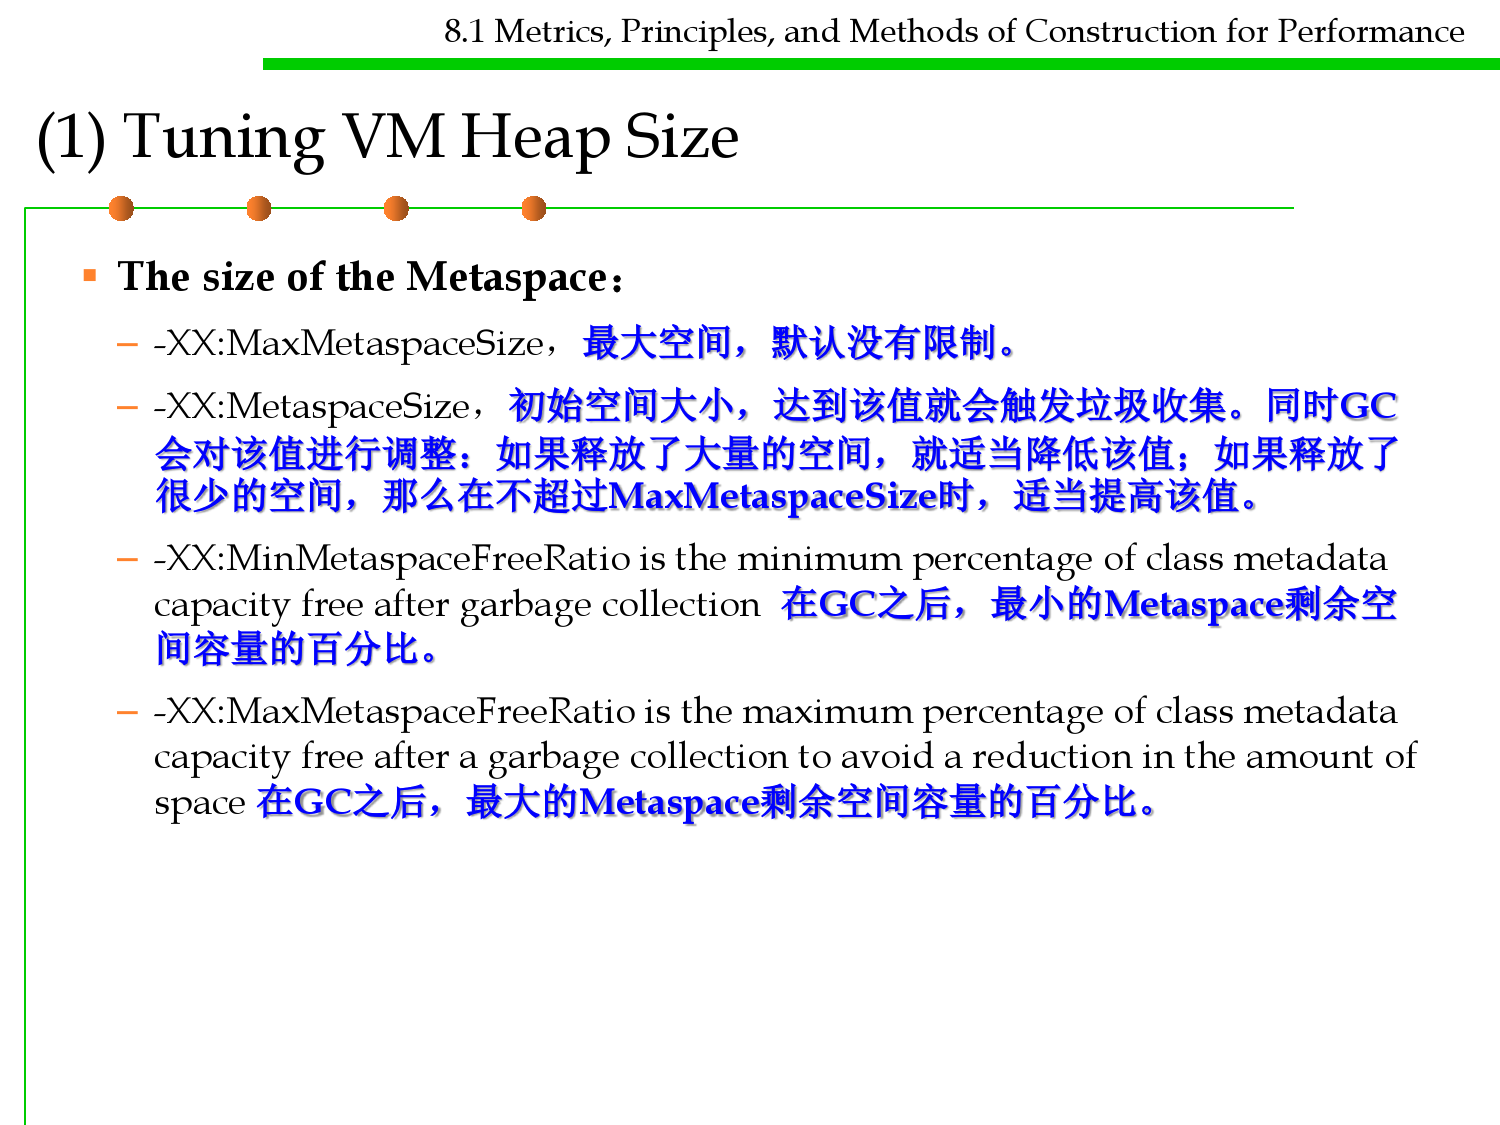 8.1 Metrics, Principles, and Methods of Construction for Performance
(1) Tuning VM Heap Size
▪ The size of the Metaspace：
– -XX:MaxMetaspaceSize，最大空间，默认没有限制。
– -XX:MetaspaceSize，初始空间大小，达到该值就会触发垃圾收集。同时GC
会对该值进行调整：如果释放了大量的空间，就适当降低该值；如果释放了
很少的空间，那么在不超过MaxMetaspaceSize时，适当提高该值。
– -XX:MinMetaspaceFreeRatio is the minimum percentage of class metadata
capacity free after garbage collection 在GC之后，最小的Metaspace剩余空
间容量的百分比。
– -XX:MaxMetaspaceFreeRatio is the maximum percentage of class metadata
capacity free after a garbage collection to avoid a reduction in the amount of
space 在GC之后，最大的Metaspace剩余空间容量的百分比。